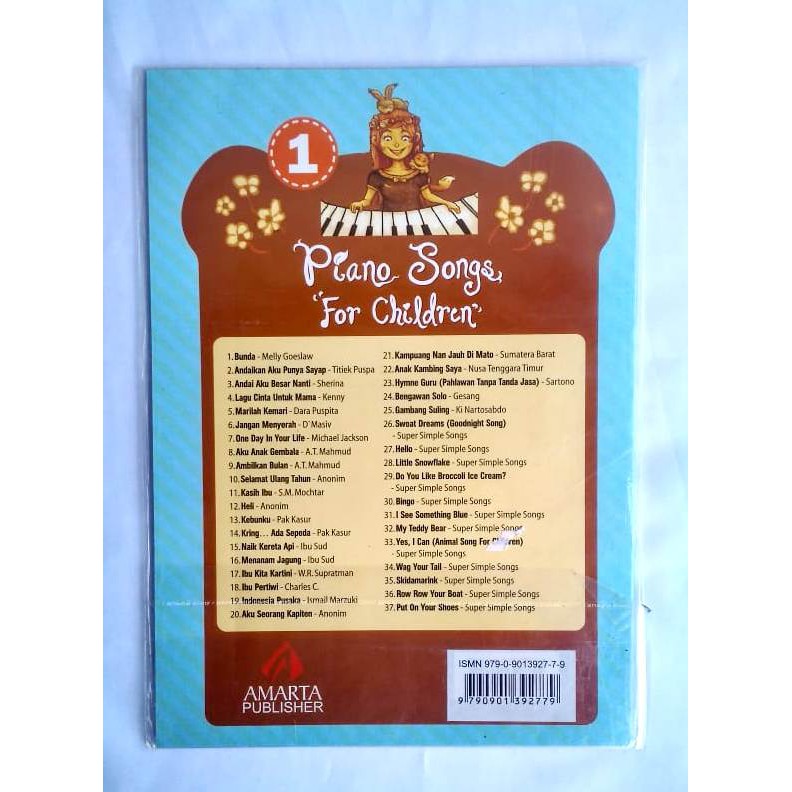 1
Piano Songs
"For Children"
1. Bunda - Melly Goeslaw
2. Andaikan Aku Punya Sayap - Titiek Puspa
3. Andai Aku Besar Nanti - Sherina
4. Lagu Cinta Untuk Mama - Kenny
5. Marilah Kemari - Dara Puspita
6. Jangan Menyerah - D`Masiv
7. One Day In Your Life - Michael Jackson
8. Aku Anak Gembala - A.T. Mahmud
9. Ambilkan Bulan - A.T. Mahmud
10. Selamat Ulang Tahun - Anonim
11. Kasih Ibu - S.M. Mochtar
12. Heli - Anonim
13. Kebunku - Pak Kasur
14. Kring... Ada Sepeda - Pak Kasur
15. Naik Kereta Api - Ibu Sud
16. Menanam Jagung - Ibu Sud
17. Ibu Kita Kartini - W.R. Supratman
18. Ibu Pertiwi - Charles C.
19. Indonesia Pusaka - Ismail Marzuki
20. Aku Seorang Kapiten - Anonim
21. Kampuang Nan Jauh Di Mato - Sumatera Barat
22. Anak Kambing Saya - Nusa Tenggara Timur
23. Hymne Guru (Pahlawan Tanpa Tanda Jasa) - Sartono
24. Bengawan Solo - Gesang
25. Gambang Suling - Ki Nartosabdo
26. Sweat Dreams (Goodnight Song)
- Super Simple Songs
27. Hello - Super Simple Songs
28. Little Snowflake - Super Simple Songs
29. Do You Like Broccoli Ice Cream?
- Super Simple Songs
30. Bingo - Super Simple Songs
31. I See Something Blue - Super Simple Songs
32. My Teddy Bear - Super Simple Songs
33. Yes, I Can (Animal Song For Children)
- Super Simple Songs
34. Wag Your Tail - Super Simple Songs
35. Skidamarink - Super Simple Songs
36. Row Row Your Boat - Super Simple Songs
37. Put On Your Shoes - Super Simple Songs
AMARTA
PUBLISHER
ISMN 979-0-9013927-7-9
9 790901 392779